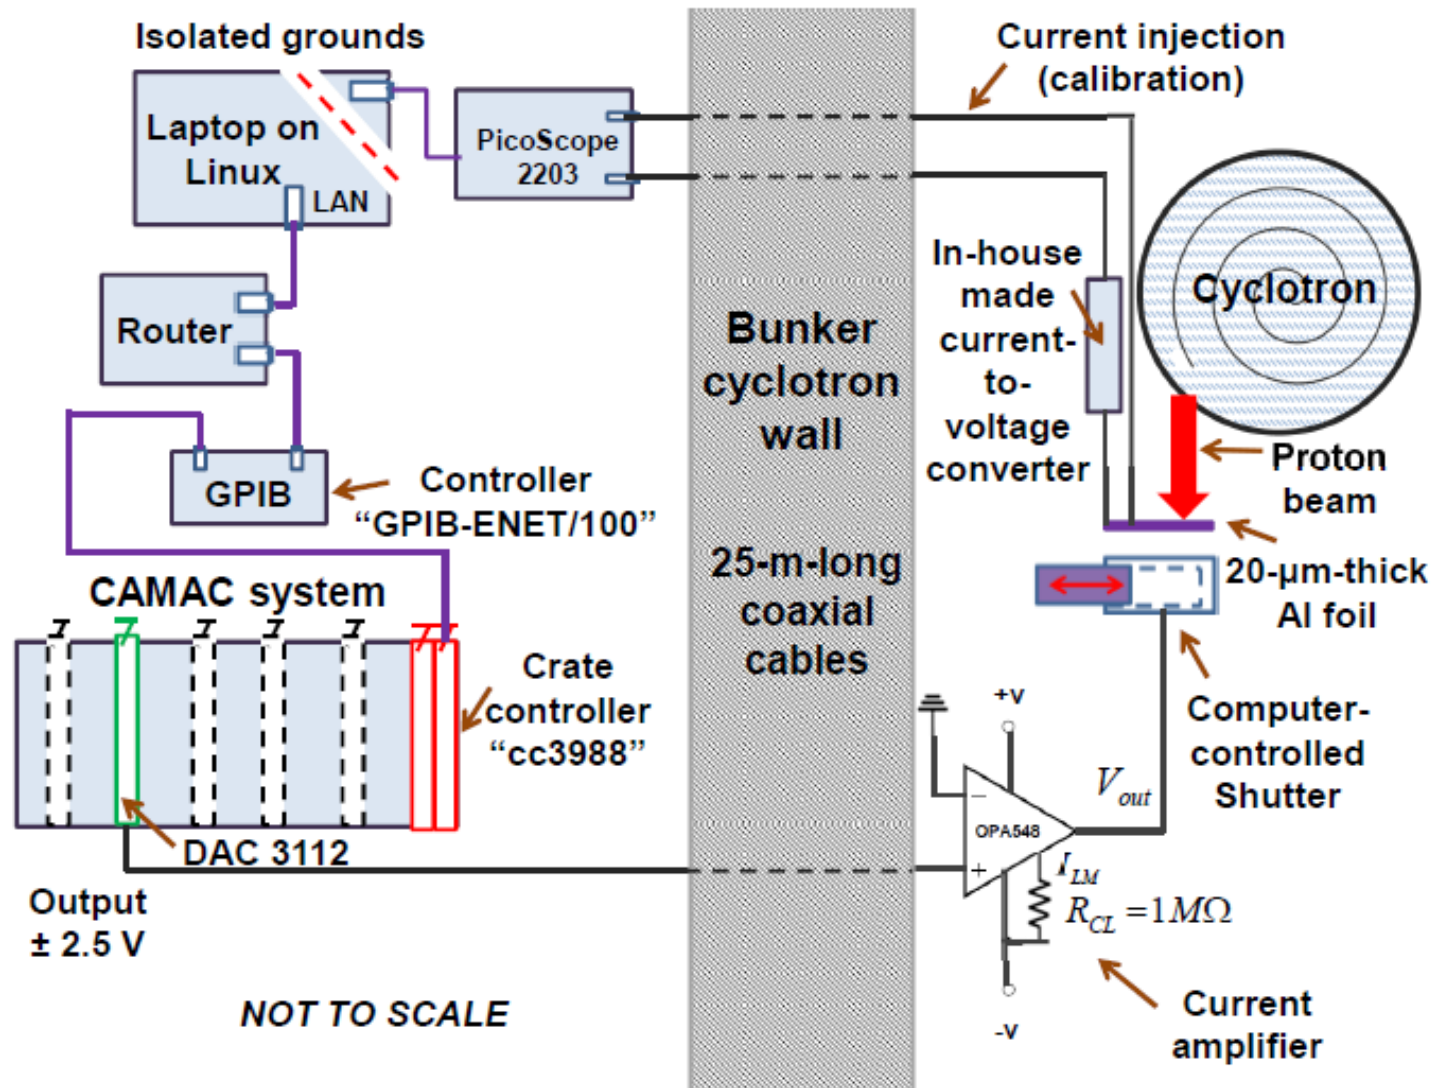 Isolated grounds
Laptop on
Linux
LAN
PicoScope
2203
Current injection
(calibration)
Router
GPIB
Controller
“GPIB-ENET/100”
CAMAC system
Crate
controller
“cc3988”
DAC 3112
Output
± 2.5 V
NOT TO SCALE
Bunker
cyclotron
wall
25-m-long
coaxial
cables
In-house
made
current-
to-
voltage
converter
Cyclotron
Proton
beam
20-µm-thick
Al foil
Computer-
controlled
Shutter
+v
V_out
−
OPA548
+
I_LM
R_CL = 1MΩ
-v
Current
amplifier